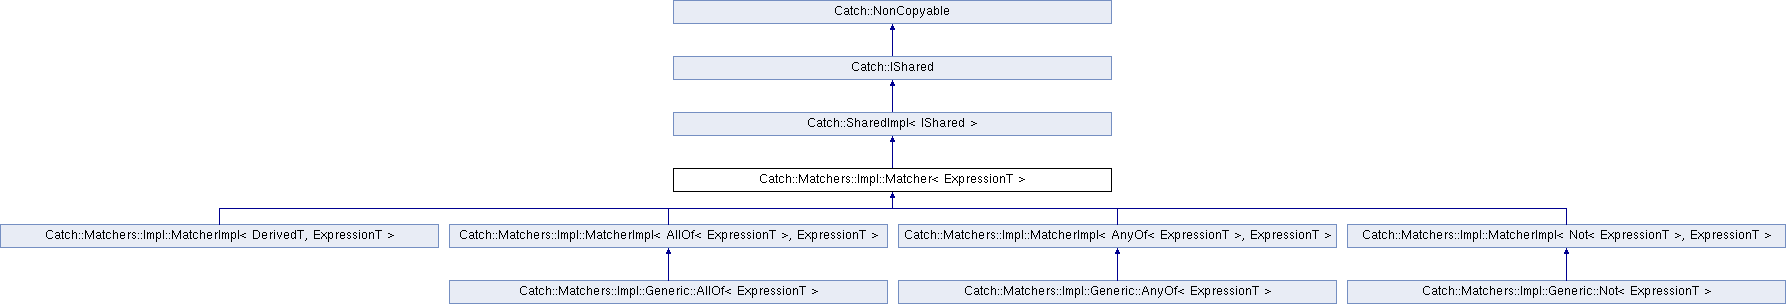 Catch::NonCopyable
Catch::IShared
Catch::SharedImpl< IShared >
Catch::Matchers::Impl::Matcher< ExpressionT >
Catch::Matchers::Impl::MatcherImpl< DerivedT, ExpressionT >
Catch::Matchers::Impl::MatcherImpl< AllOf< ExpressionT >, ExpressionT >
Catch::Matchers::Impl::MatcherImpl< AnyOf< ExpressionT >, ExpressionT >
Catch::Matchers::Impl::MatcherImpl< Not< ExpressionT >, ExpressionT >
Catch::Matchers::Impl::Generic::AllOf< ExpressionT >
Catch::Matchers::Impl::Generic::AnyOf< ExpressionT >
Catch::Matchers::Impl::Generic::Not< ExpressionT >